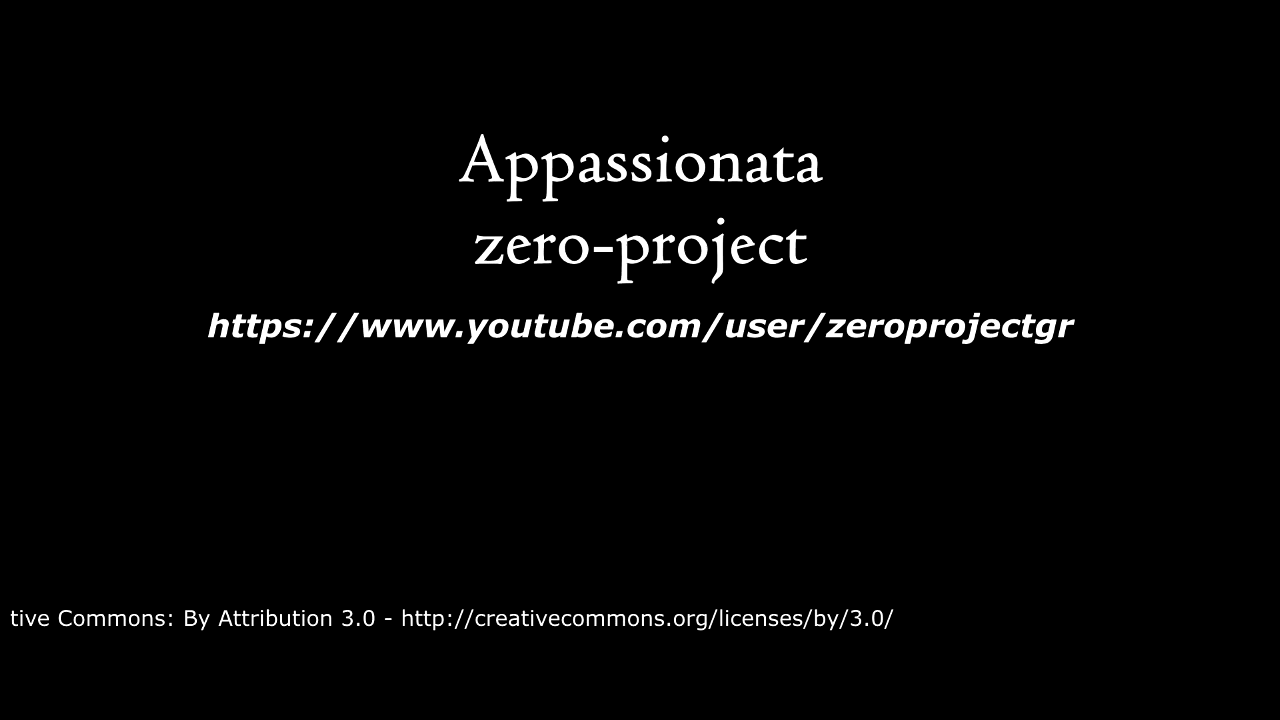 Appassionata
zero-project
https://www.youtube.com/user/zeroprojectgr
tive Commons: By Attribution 3.0 - http://creativecommons.org/licenses/by/3.0/